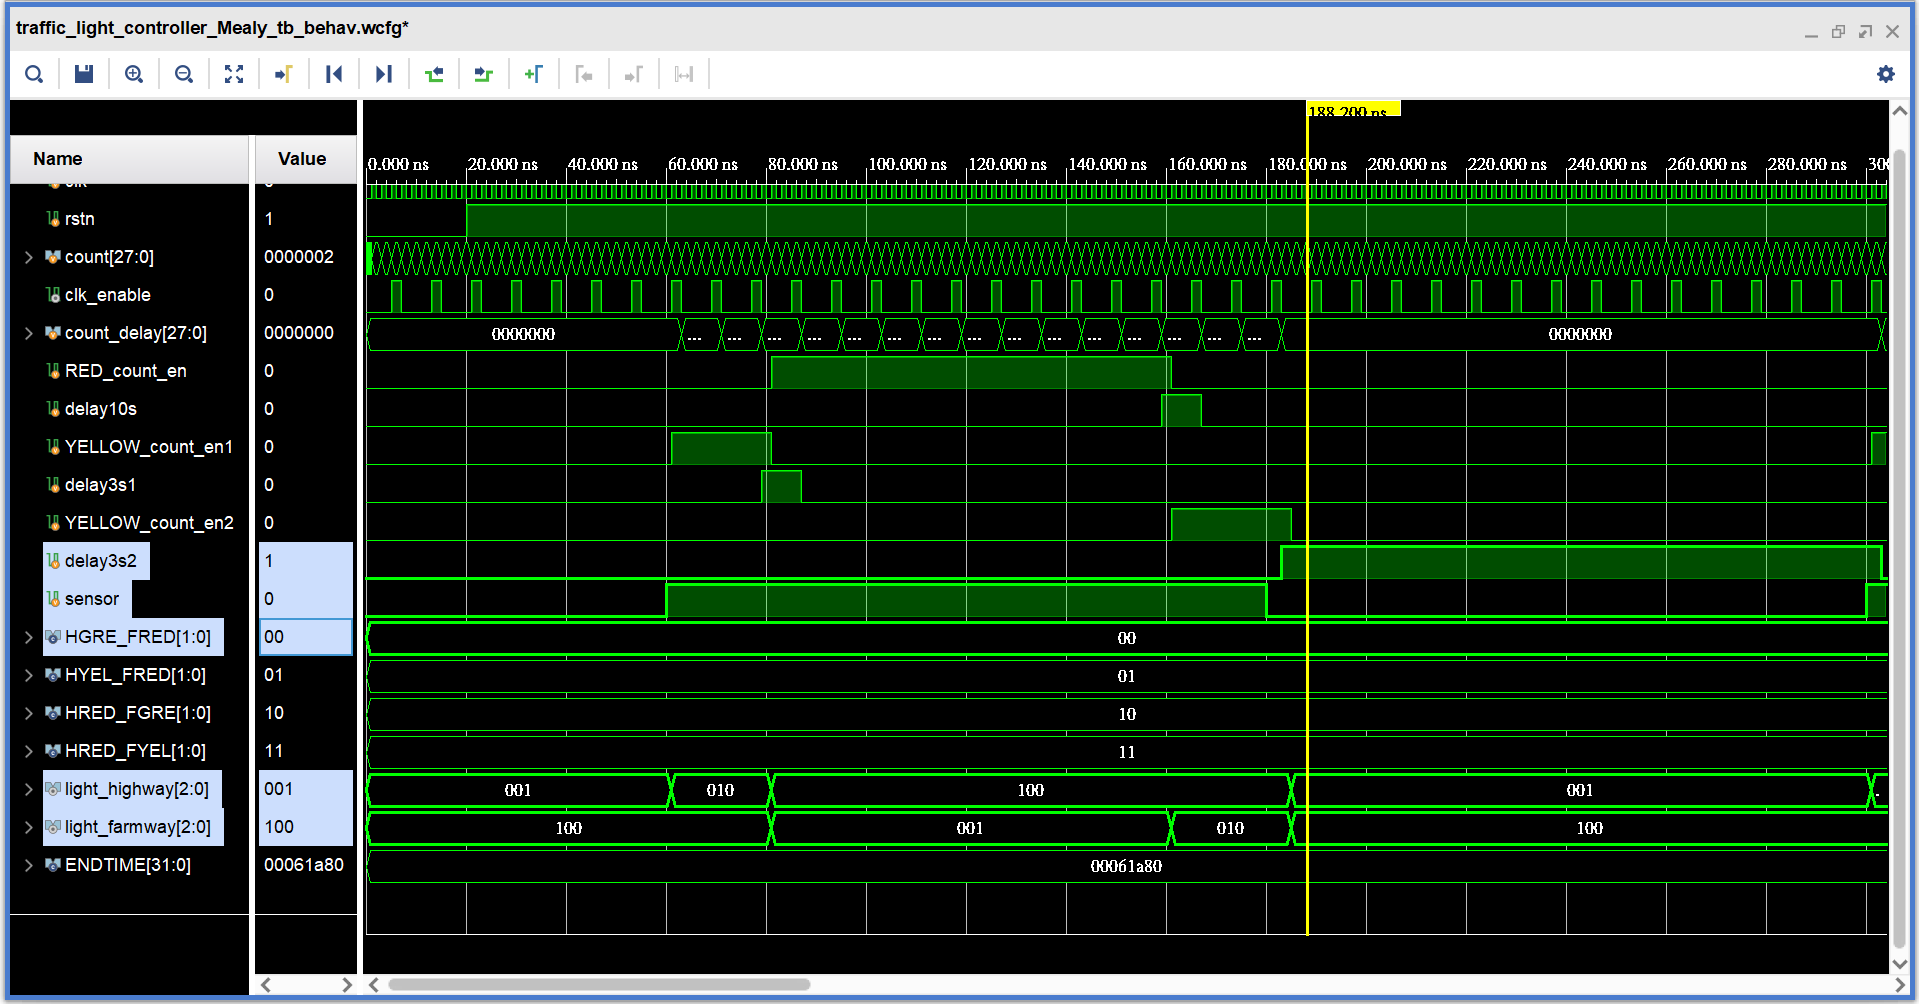 traffic_light_controller_Mealy_tb_behav.wcfg*
188.200 ns
Name Value
0.000 ns 20.000 ns 40.000 ns 60.000 ns 80.000 ns 100.000 ns 120.000 ns 140.000 ns 160.000 ns 180.000 ns 200.000 ns 220.000 ns 240.000 ns 260.000 ns 280.000 ns 300
clk
rstn 1
count[27:0] 0000002
clk_enable 0
count_delay[27:0] 0000000 0000000 ... ... ... ... ... ... ... ... ... ... ... ... ... ... ... 0000000
RED_count_en 0
delay10s 0
YELLOW_count_en1 0
delay3s1 0
YELLOW_count_en2 0
delay3s2 1
sensor 0
HGRE_FRED[1:0] 00 00
HYEL_FRED[1:0] 01 01
HRED_FGRE[1:0] 10 10
HRED_FYEL[1:0] 11 11
light_highway[2:0] 001 001 010 100 001 .
light_farmway[2:0] 100 100 001 010 100
ENDTIME[31:0] 00061a80 00061a80